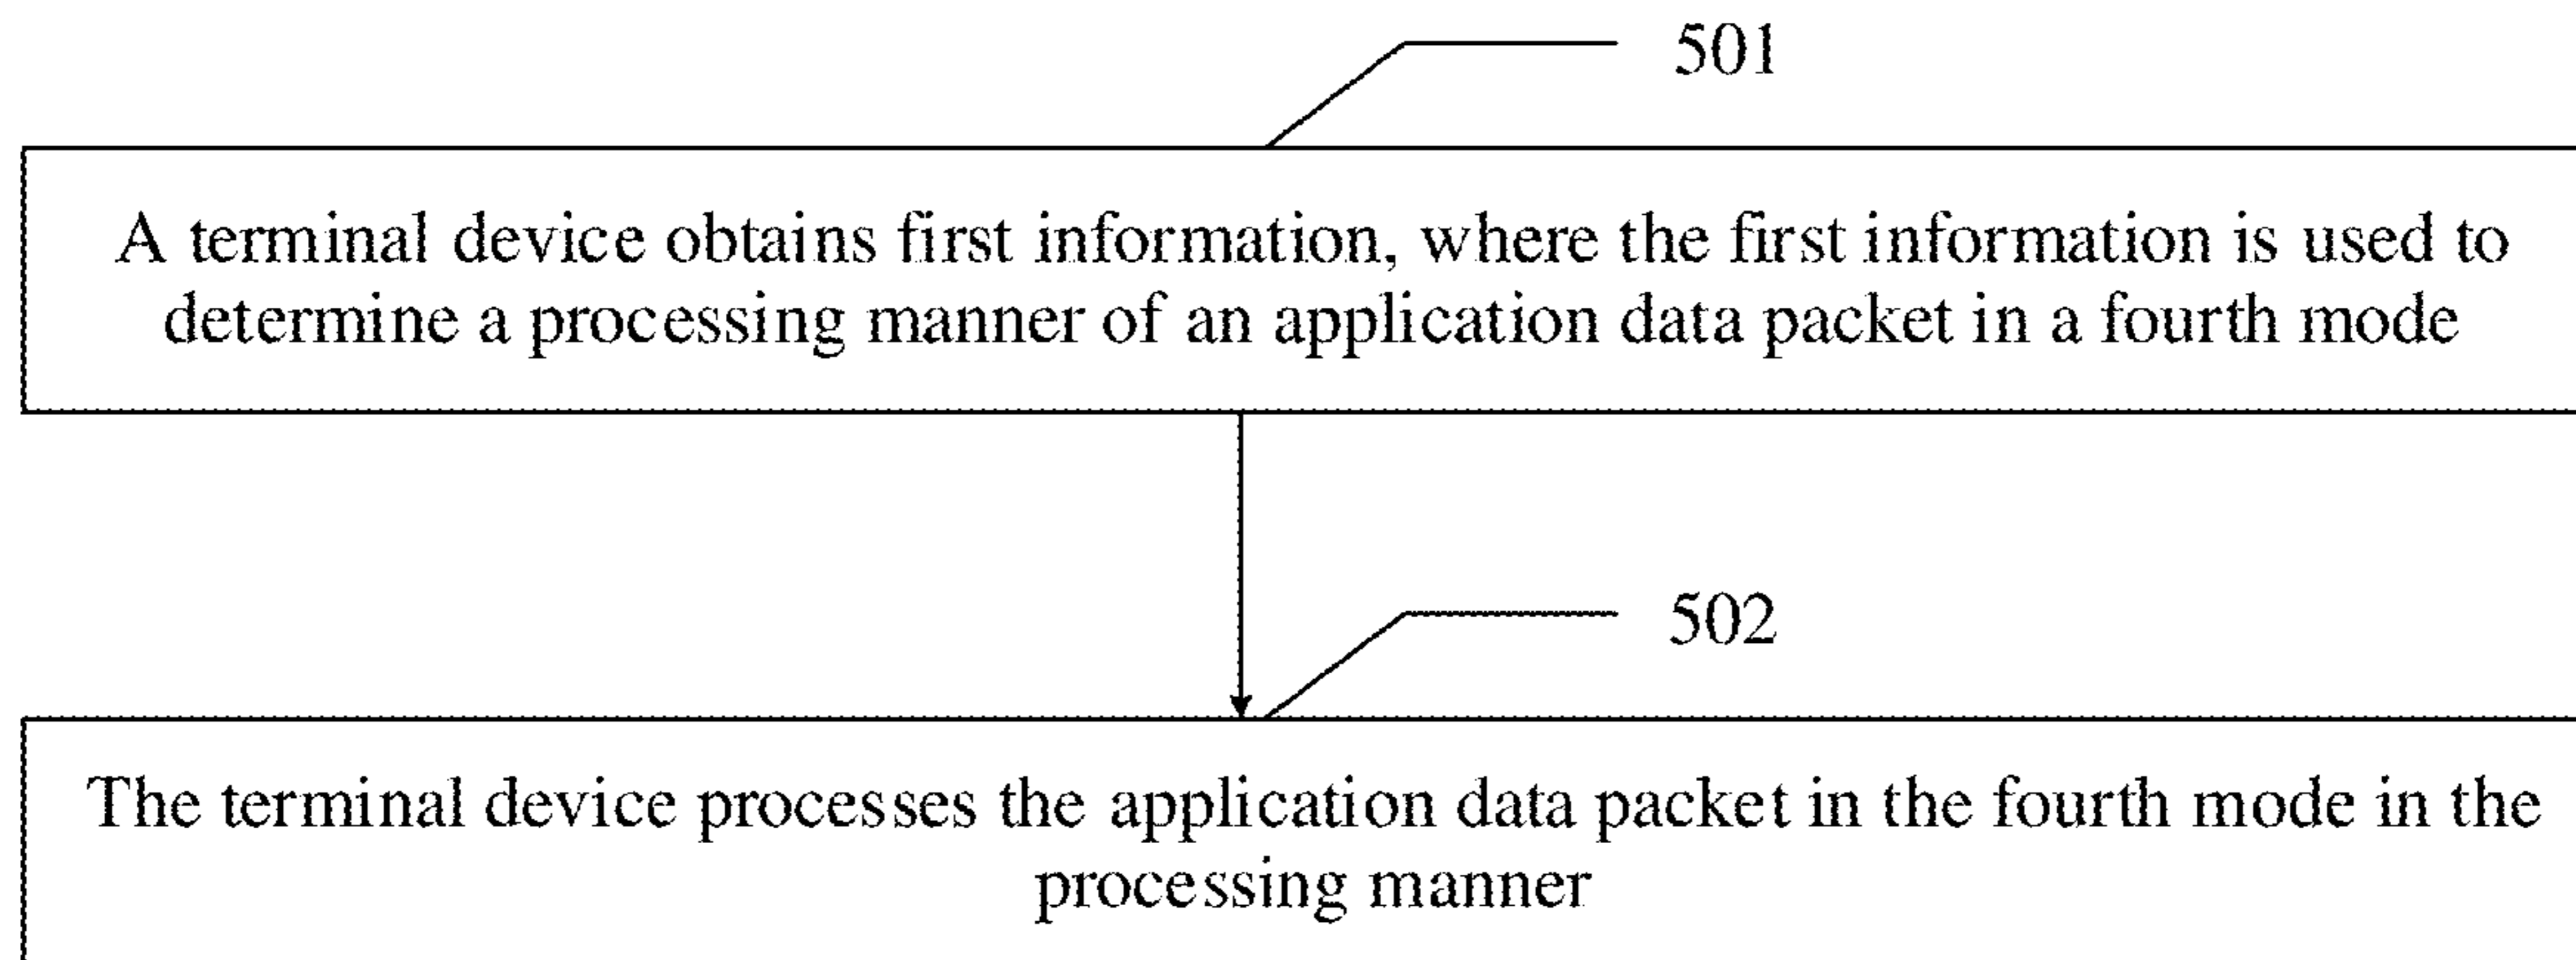 501
A terminal device obtains first information, where the first information is used to
determine a processing manner of an application data packet in a fourth mode
502
The terminal device processes the application data packet in the fourth mode in the
processing manner